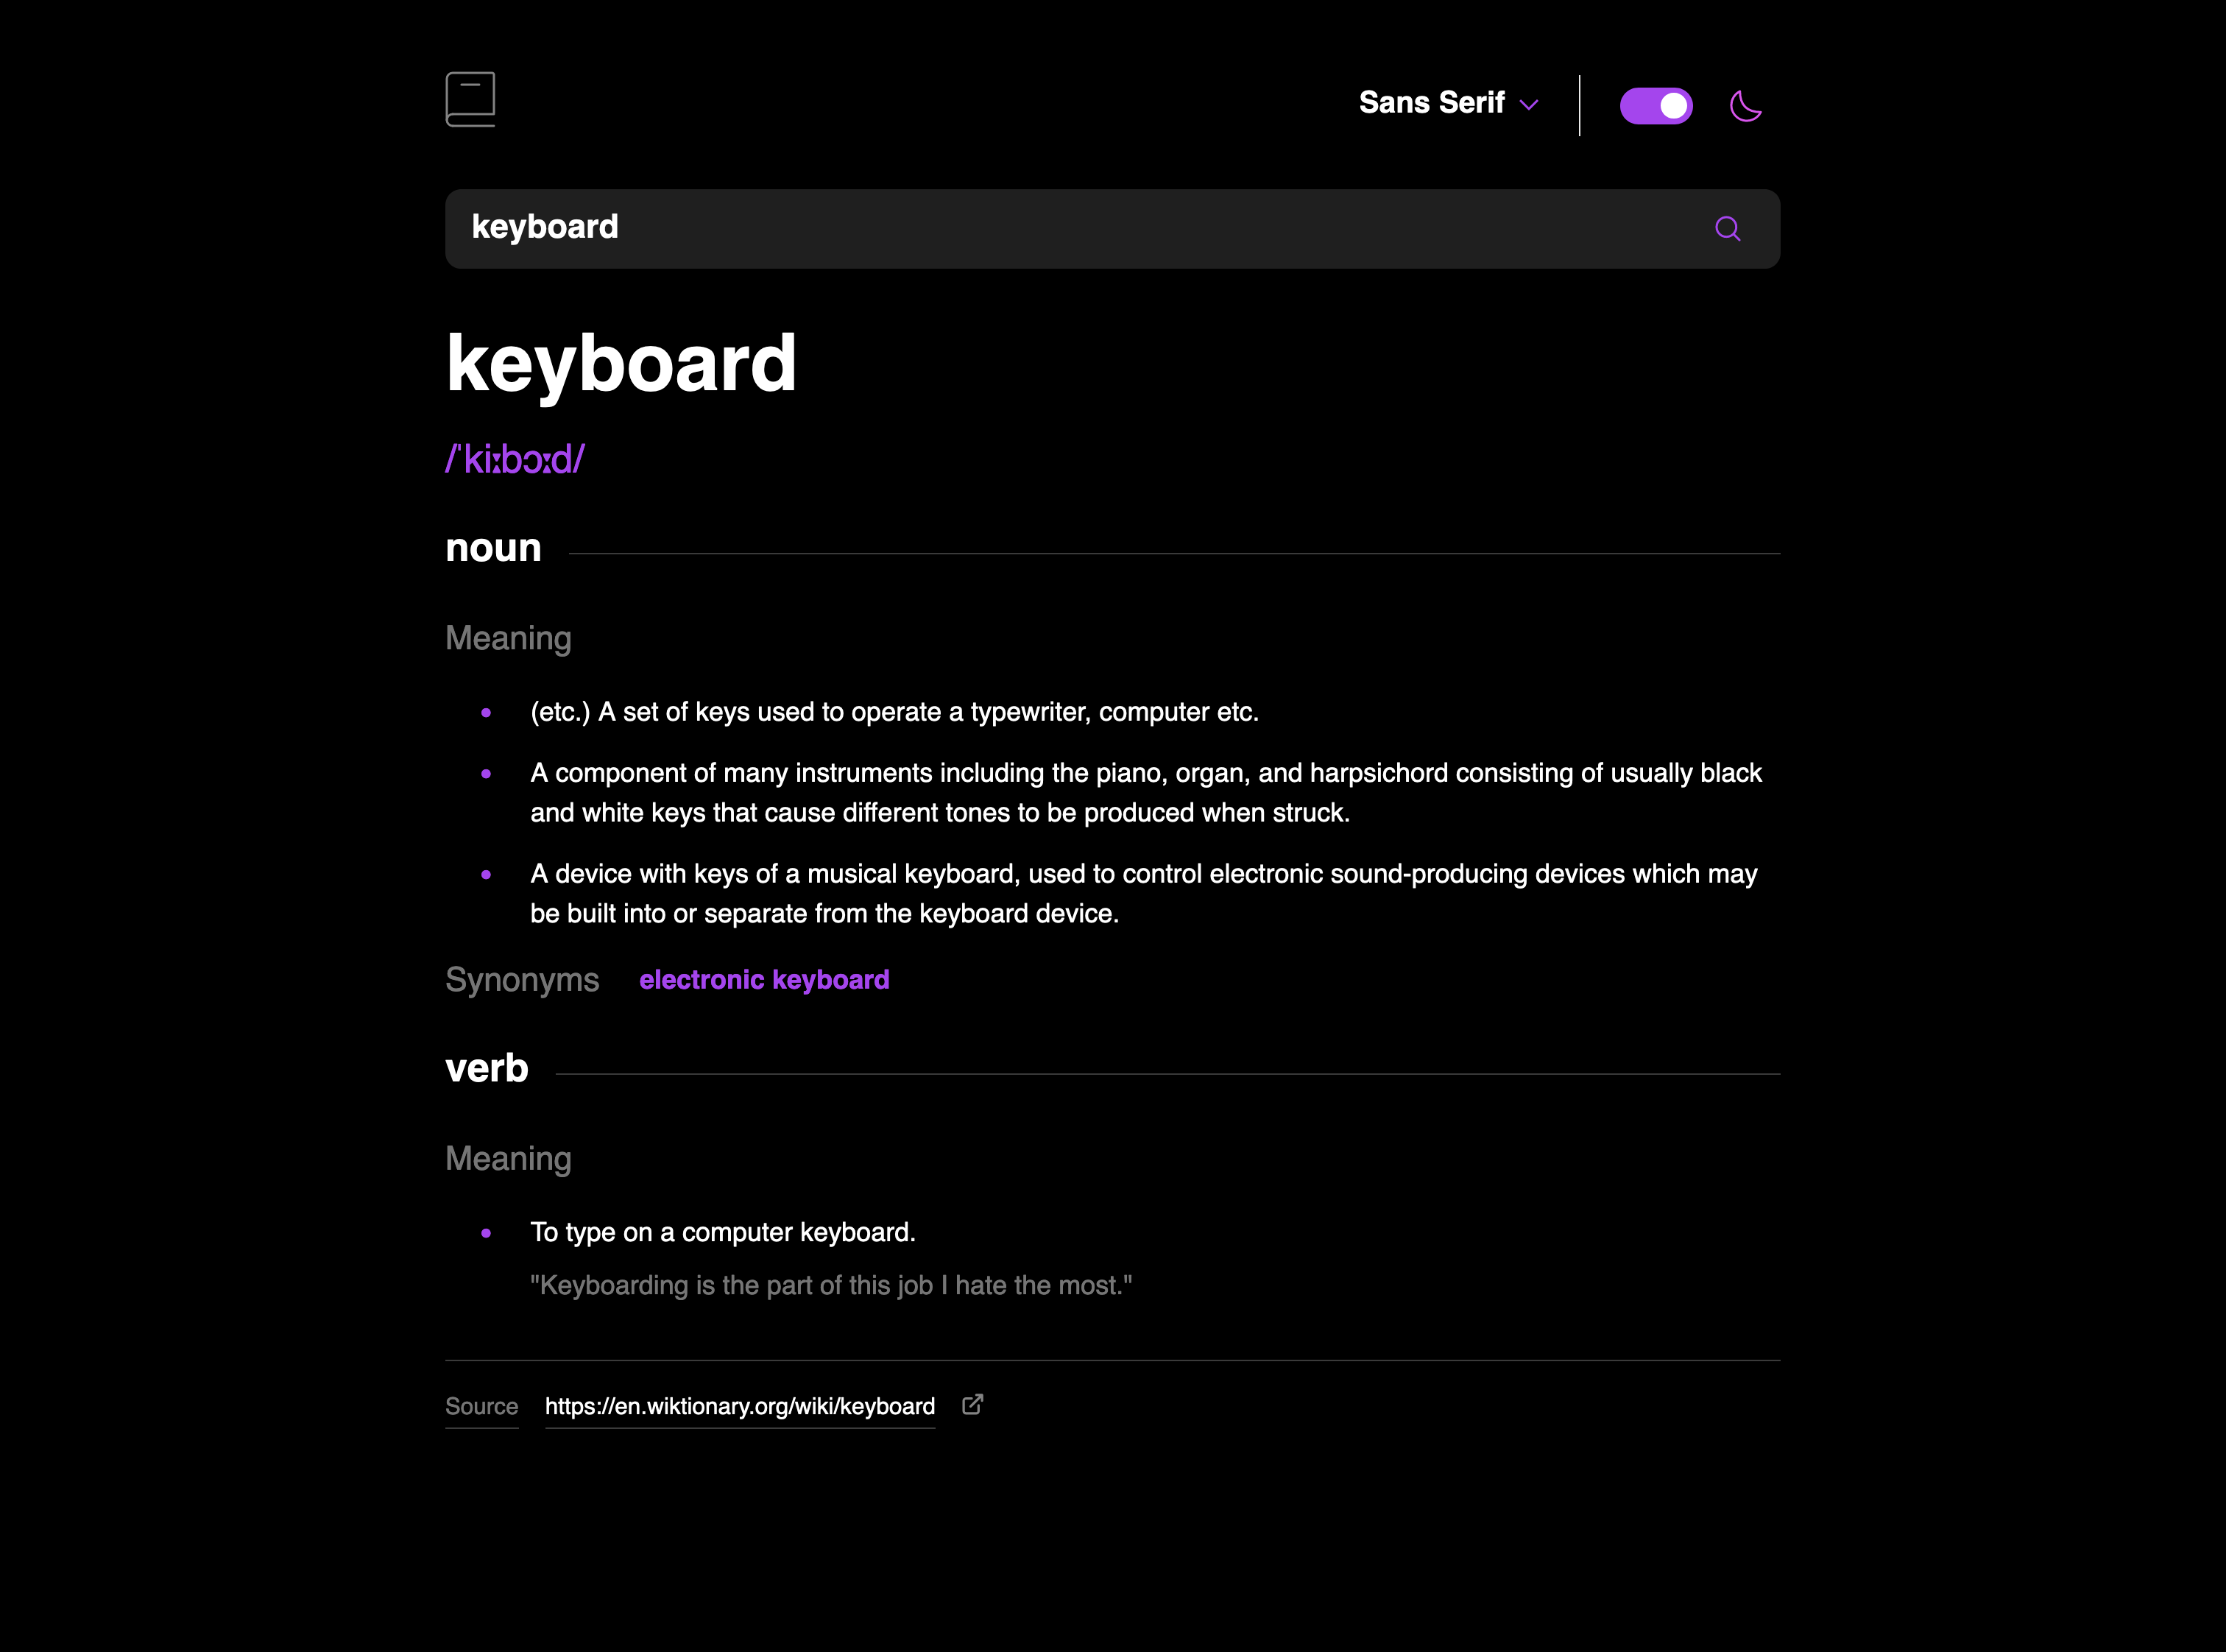 Sans Serif
keyboard
keyboard
/ˈkiːbɔːd/
noun
Meaning
(etc.) A set of keys used to operate a typewriter, computer etc.
A component of many instruments including the piano, organ, and harpsichord consisting of usually black
and white keys that cause different tones to be produced when struck.
A device with keys of a musical keyboard, used to control electronic sound-producing devices which may
be built into or separate from the keyboard device.
Synonyms electronic keyboard
verb
Meaning
To type on a computer keyboard.
"Keyboarding is the part of this job I hate the most."
Source https://en.wiktionary.org/wiki/keyboard